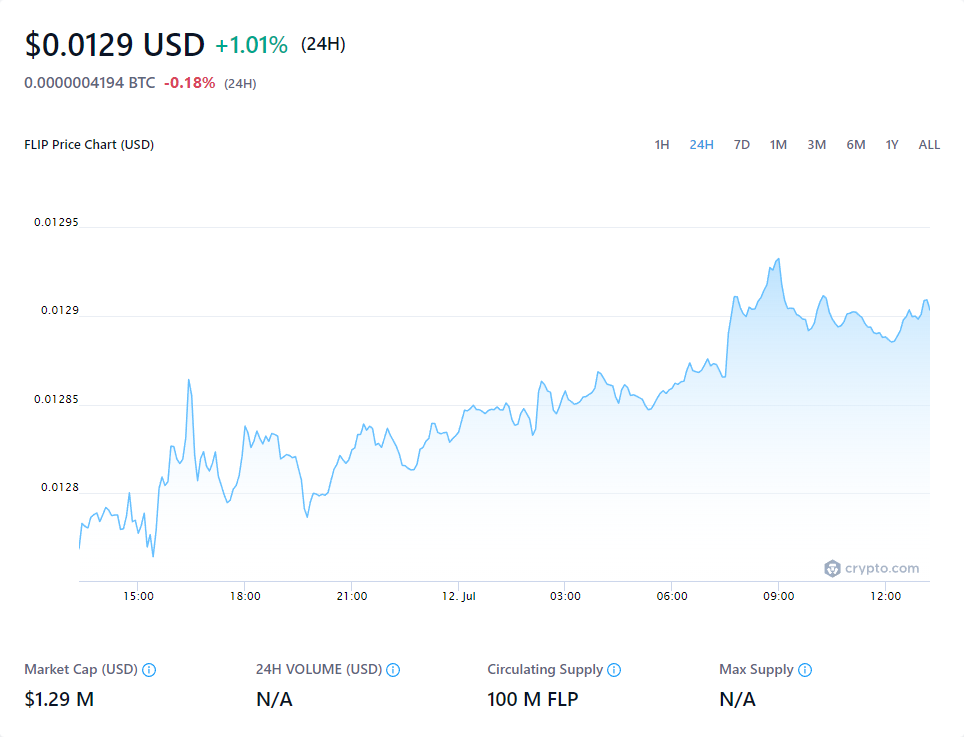 $0.0129 USD +1.01% (24H)
0.0000004194 BTC -0.18% (24H)
FLIP Price Chart (USD) 1H 24H 7D 1M 3M 6M 1Y ALL
0.01295
0.0129
0.01285
0.0128
crypto.com
15:00 18:00 21:00 12. Jul 03:00 06:00 09:00 12:00
Market Cap (USD) 24H VOLUME (USD) Circulating Supply Max Supply
$1.29 M N/A 100 M FLP N/A